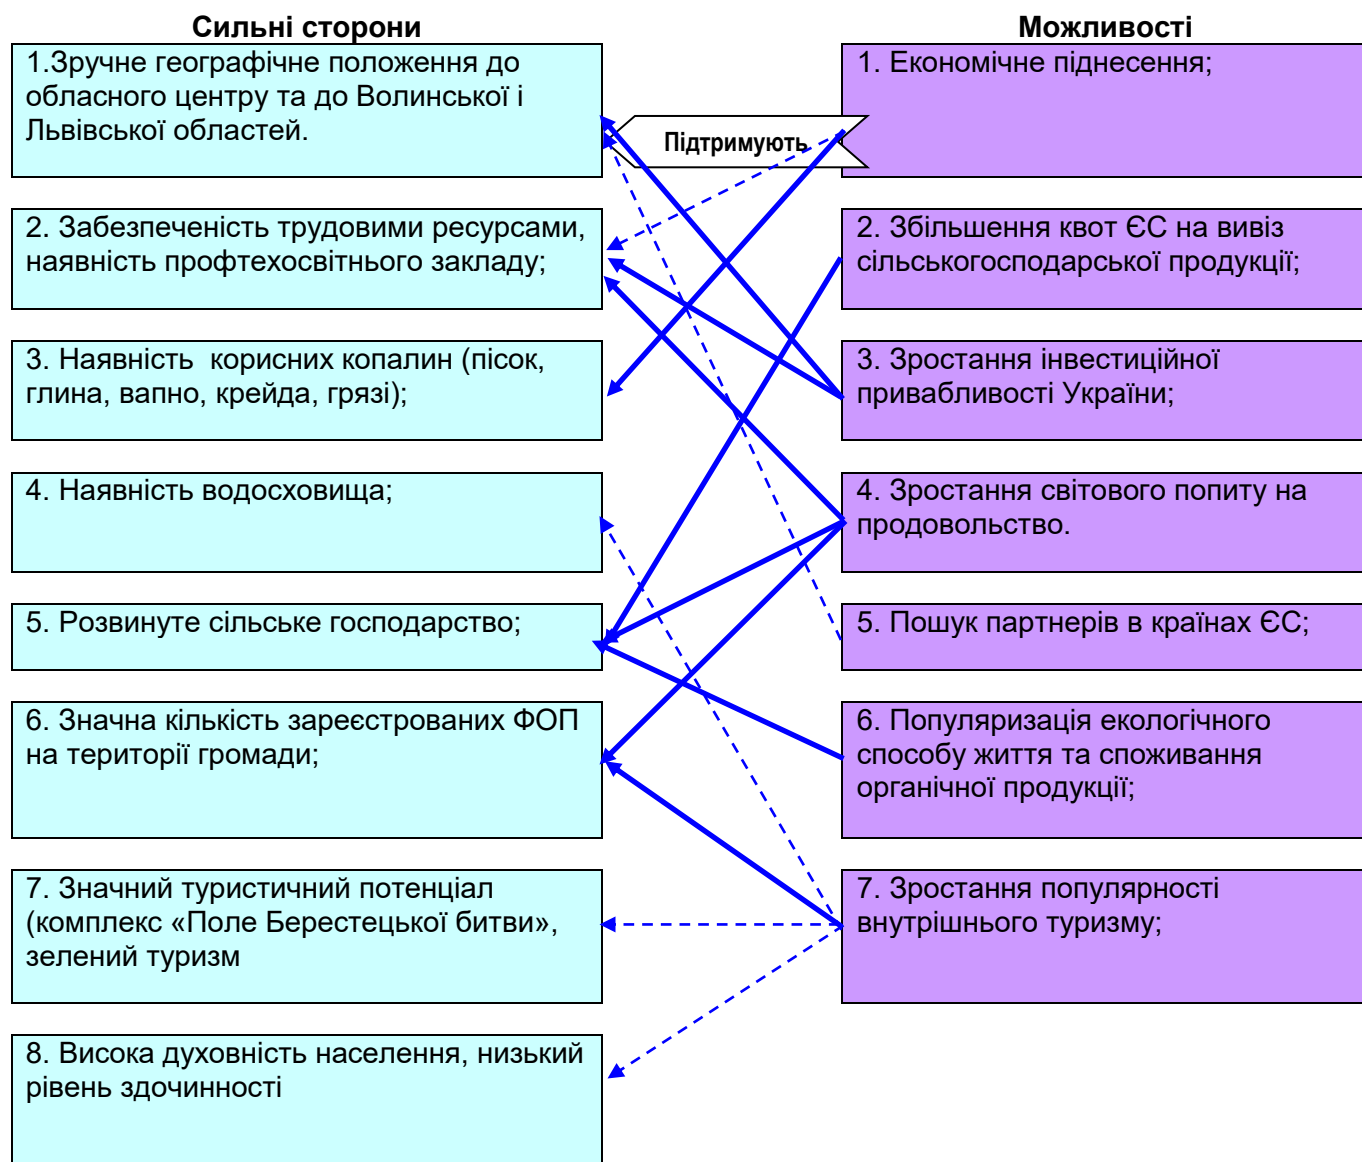 Сильні сторони
1.Зручне географічне положення до
обласного центру та до Волинської і
Львівської областей.
2. Забезпеченість трудовими ресурсами,
наявність профтехосвітнього закладу;
3. Наявність корисних копалин (пісок,
глина, вапно, крейда, грязі);
4. Наявність водосховища;
5. Розвинуте сільське господарство;
6. Значна кількість зареєстрованих ФОП
на території громади;
7. Значний туристичний потенціал
(комплекс «Поле Берестецької битви»,
зелений туризм
8. Висока духовність населення, низький
рівень здочинності
Підтримують
Можливості
1. Економічне піднесення;
2. Збільшення квот ЄС на вивіз
сільськогосподарської продукції;
3. Зростання інвестиційної
привабливості України;
4. Зростання світового попиту на
продовольство.
5. Пошук партнерів в країнах ЄС;
6. Популяризація екологічного
способу життя та споживання
органічної продукції;
7. Зростання популярності
внутрішнього туризму;